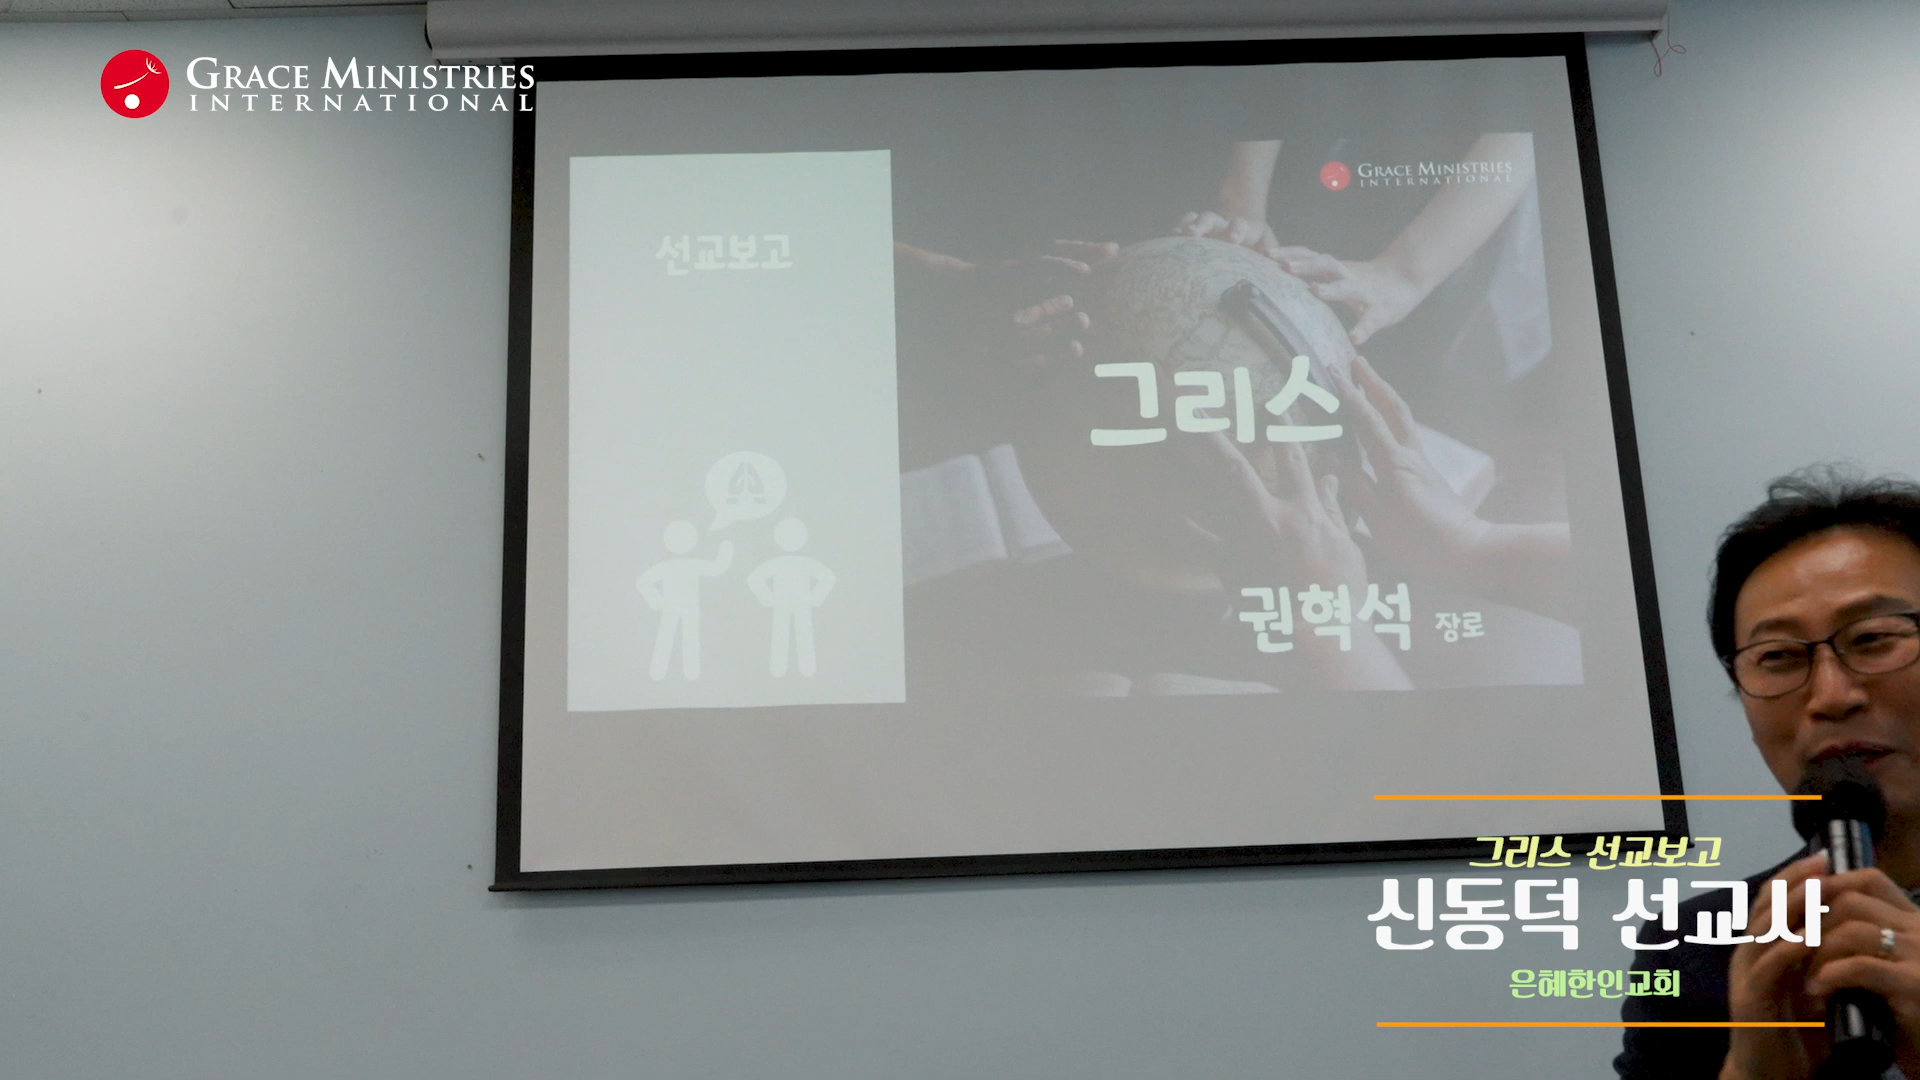 GRACE MINISTRIES
INTERNATIONAL
선교보고
GRACE MINISTRIES
INTERNATIONAL
그리스
권혁석 장로
그리스 선교보고
신동덕 선교사
은혜한인교회